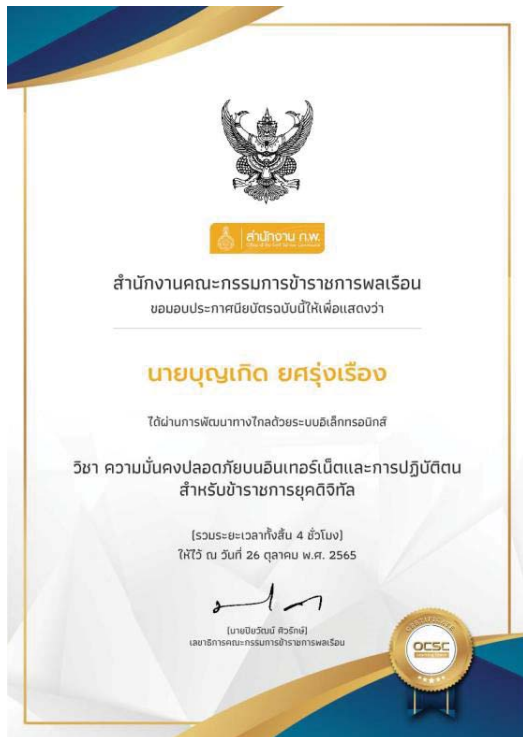 สำนักงาน ก.พ.
สำนักงานคณะกรรมการข้าราชการพลเรือน
ขอมอบประกาศนียบัตรฉบับนี้ให้เพื่อแสดงว่า
นายบุญเกิด ยศรุ่งเรือง
ได้ผ่านการพัฒนาทางไกลด้วยระบบอิเล็กทรอนิกส์
วิชา ความมั่นคงปลอดภัยบนอินเทอร์เน็ตและการปฏิบัติตน
สำหรับข้าราชการยุคดิจิทัล
(รวมระยะเวลาทั้งสิ้น 4 ชั่วโมง)
ให้ไว้ ณ วันที่ 26 ตุลาคม พ.ศ. 2565
(นายปิยวัฒน์ ศิวรักษ์)
เลขาธิการคณะกรรมการข้าราชการพลเรือน
OCSC